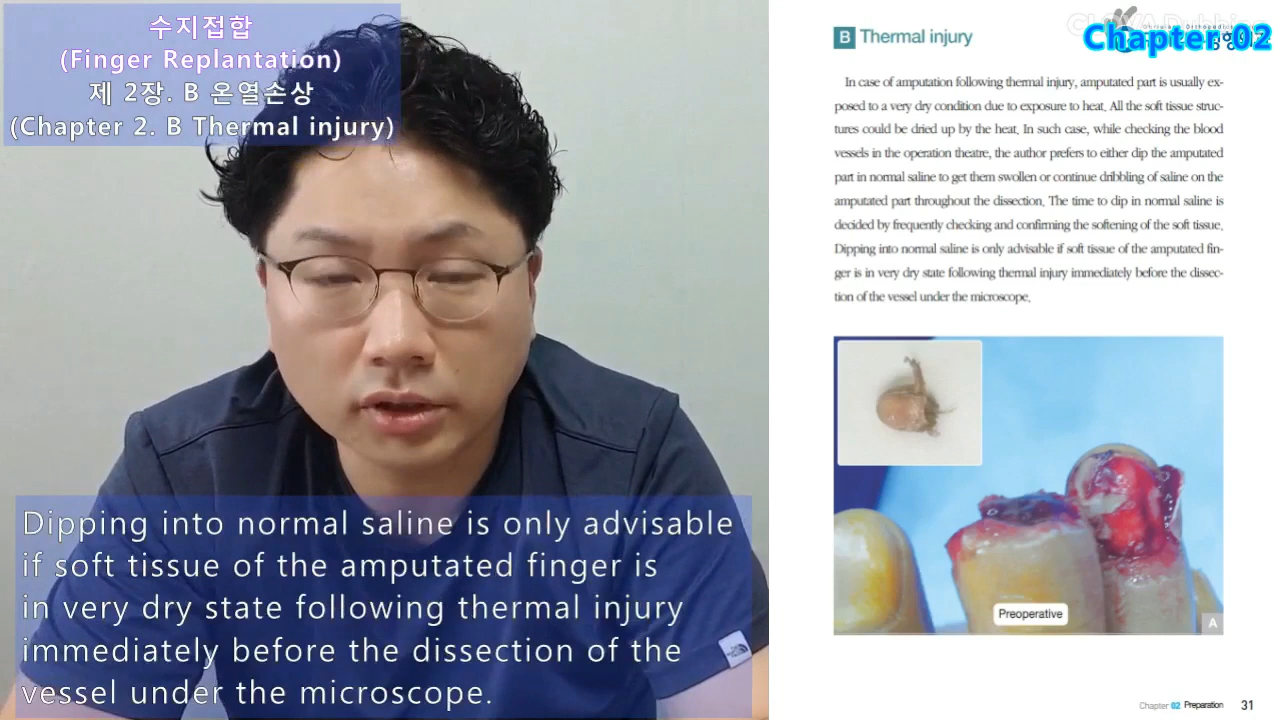 수지접합
(Finger Replantation)
제 2장. B 온열손상
(Chapter 2. B Thermal injury)
Dipping into normal saline is only advisable
if soft tissue of the amputated finger is
in very dry state following thermal injury
immediately before the dissection of the
vessel under the microscope.
Chapter 02
B Thermal injury
In case of amputation following thermal injury, amputated part is usually ex-
posed to a very dry condition due to exposure to heat. All the soft tissue struc-
tures could be dried up by the heat. In such case, while checking the blood
vessels in the operation theatre, the author prefers to either dip the amputated
part in normal saline to get them swollen or continue dribbling of saline on the
amputated part throughout the dissection. The time to dip in normal saline is
decided by frequently checking and confirming the softening of the soft tissue.
Dipping into normal saline is only advisable if soft tissue of the amputated fin-
ger is in very dry state following thermal injury immediately before the dissec-
tion of the vessel under the microscope.
Preoperative
A
Chapter 02 Preparation 31